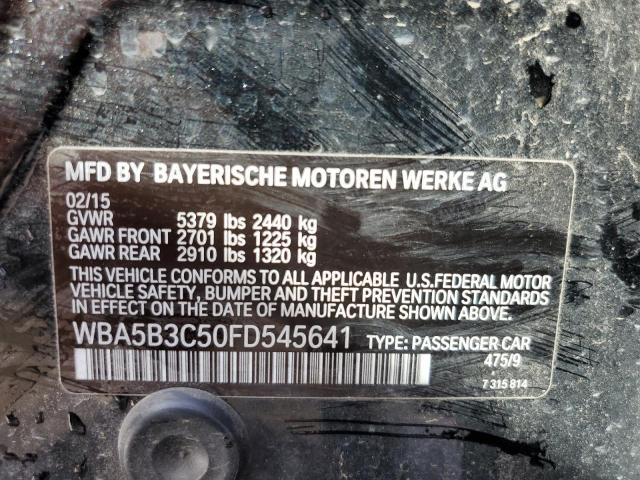 MFD BY BAYERISCHE MOTOREN WERKE AG
02/15
GVWR 5379 lbs 2440 kg
GAWR FRONT 2701 lbs 1225 kg
GAWR REAR 2910 lbs 1320 kg
THIS VEHICLE CONFORMS TO ALL APPLICABLE U.S.FEDERAL MOTOR
VEHICLE SAFETY, BUMPER AND THEFT PREVENTION STANDARDS
IN EFFECT ON THE DATE OF MANUFACTURE SHOWN ABOVE.
WBA5B3C50FD545641 TYPE: PASSENGER CAR
475/9
7 315 814